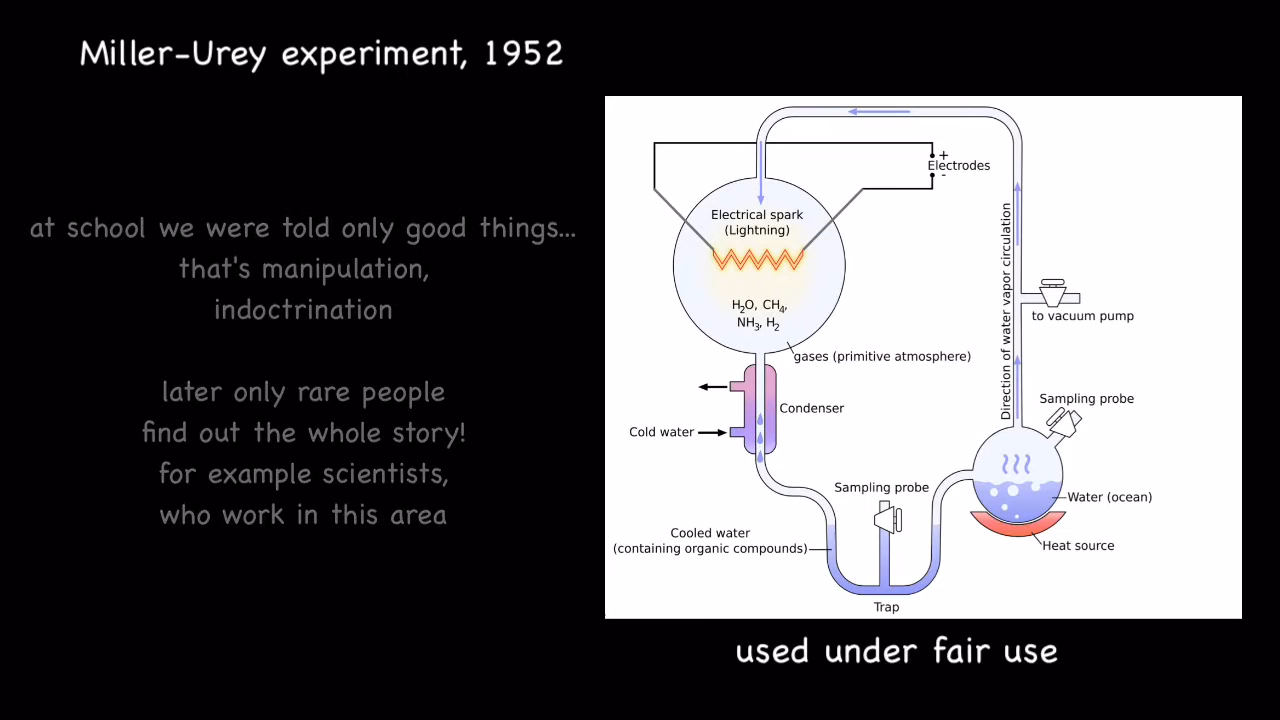 Miller-Urey experiment, 1952
at school we were told only good things...
that's manipulation,
indoctrination
later only rare people
find out the whole story!
for example scientists,
who work in this area
+
Electrodes
-
Electrical spark
(Lightning)
H₂O, CH₄,
NH₃, H₂
gases (primitive atmosphere)
Direction of water vapor circulation
to vacuum pump
Condenser
Cold water
Sampling probe
Sampling probe
Water (ocean)
Cooled water
(containing organic compounds)
Heat source
Trap
used under fair use